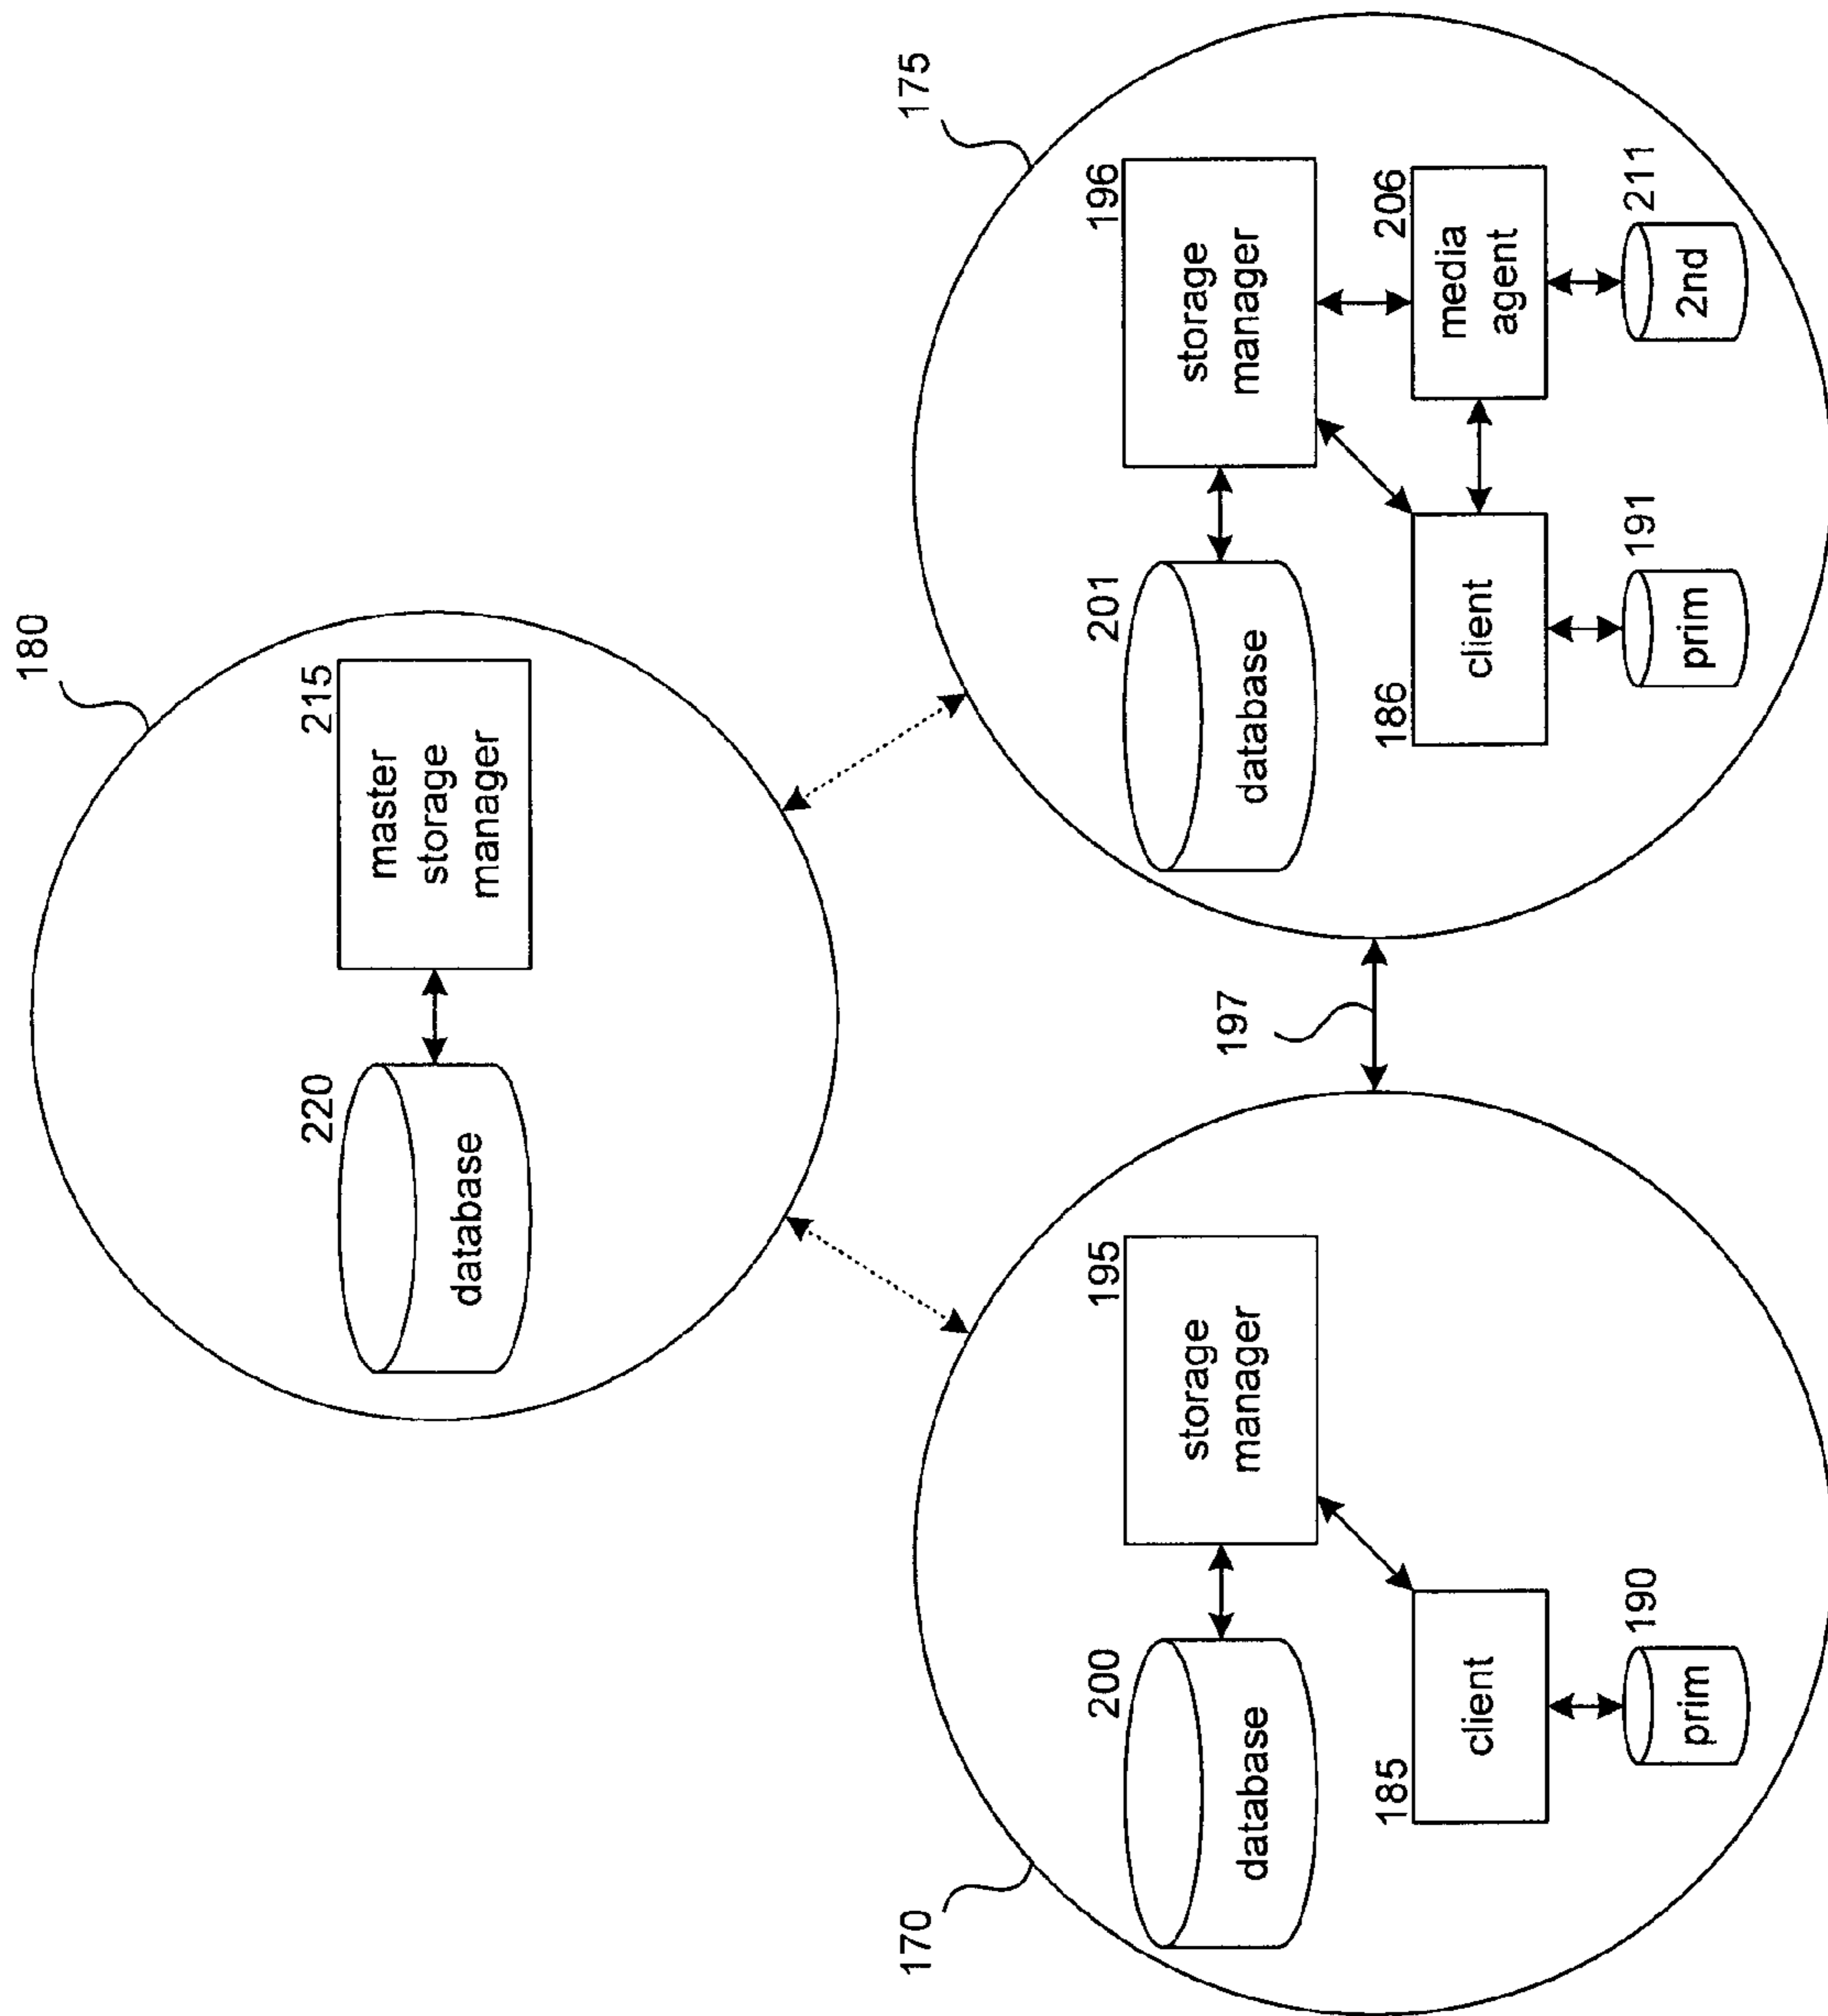 180
215
master
storage
manager
220
database
175
196
storage
manager
201
database
206
media
agent
211
2nd
186
client
191
prim
197
170
195
storage
manager
200
database
185
client
190
prim